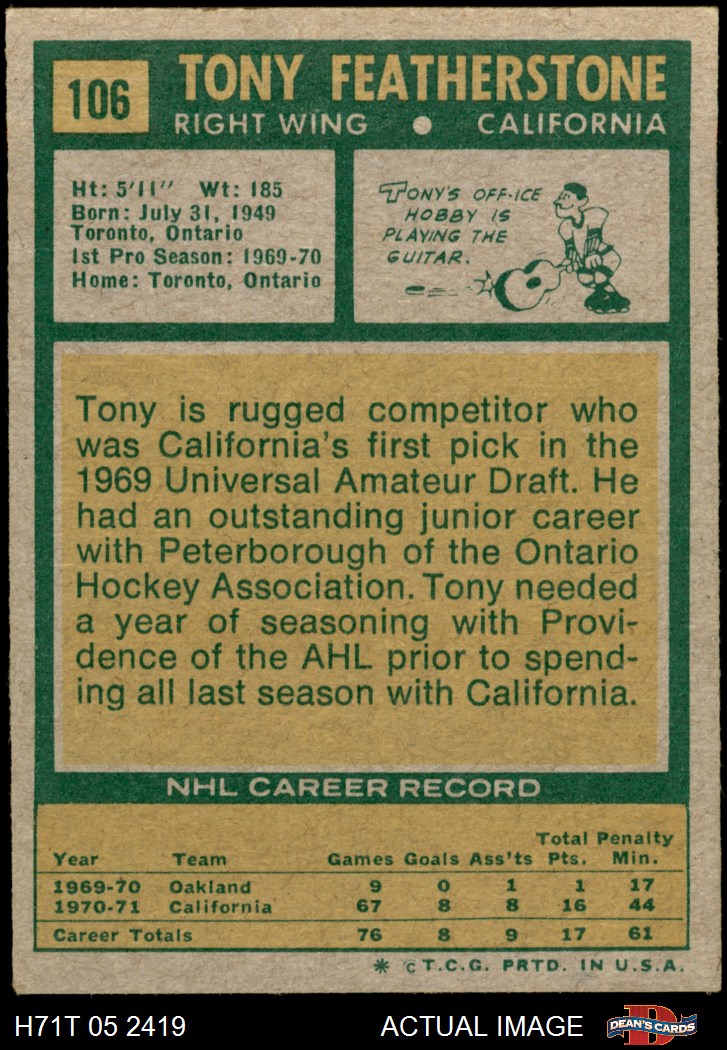 106
TONY FEATHERSTONE
RIGHT WING • CALIFORNIA
Ht: 5'11" Wt: 185
Born: July 31, 1949
Toronto, Ontario
1st Pro Season: 1969-70
Home: Toronto, Ontario
TONY'S OFF-ICE
HOBBY IS
PLAYING THE
GUITAR.
Tony is rugged competitor who
was California's first pick in the
1969 Universal Amateur Draft. He
had an outstanding junior career
with Peterborough of the Ontario
Hockey Association. Tony needed
a year of seasoning with Provi-
dence of the AHL prior to spend-
ing all last season with California.
NHL CAREER RECORD
Total Penalty
Year Team Games Goals Ass'ts Pts. Min.
1969-70 Oakland 9 0 1 1 17
1970-71 California 67 8 8 16 44
Career Totals 76 8 9 17 61
* © T.C.G. PRTD. IN U.S.A.
H71T 05 2419 ACTUAL IMAGE
D
DEAN'S CARDS